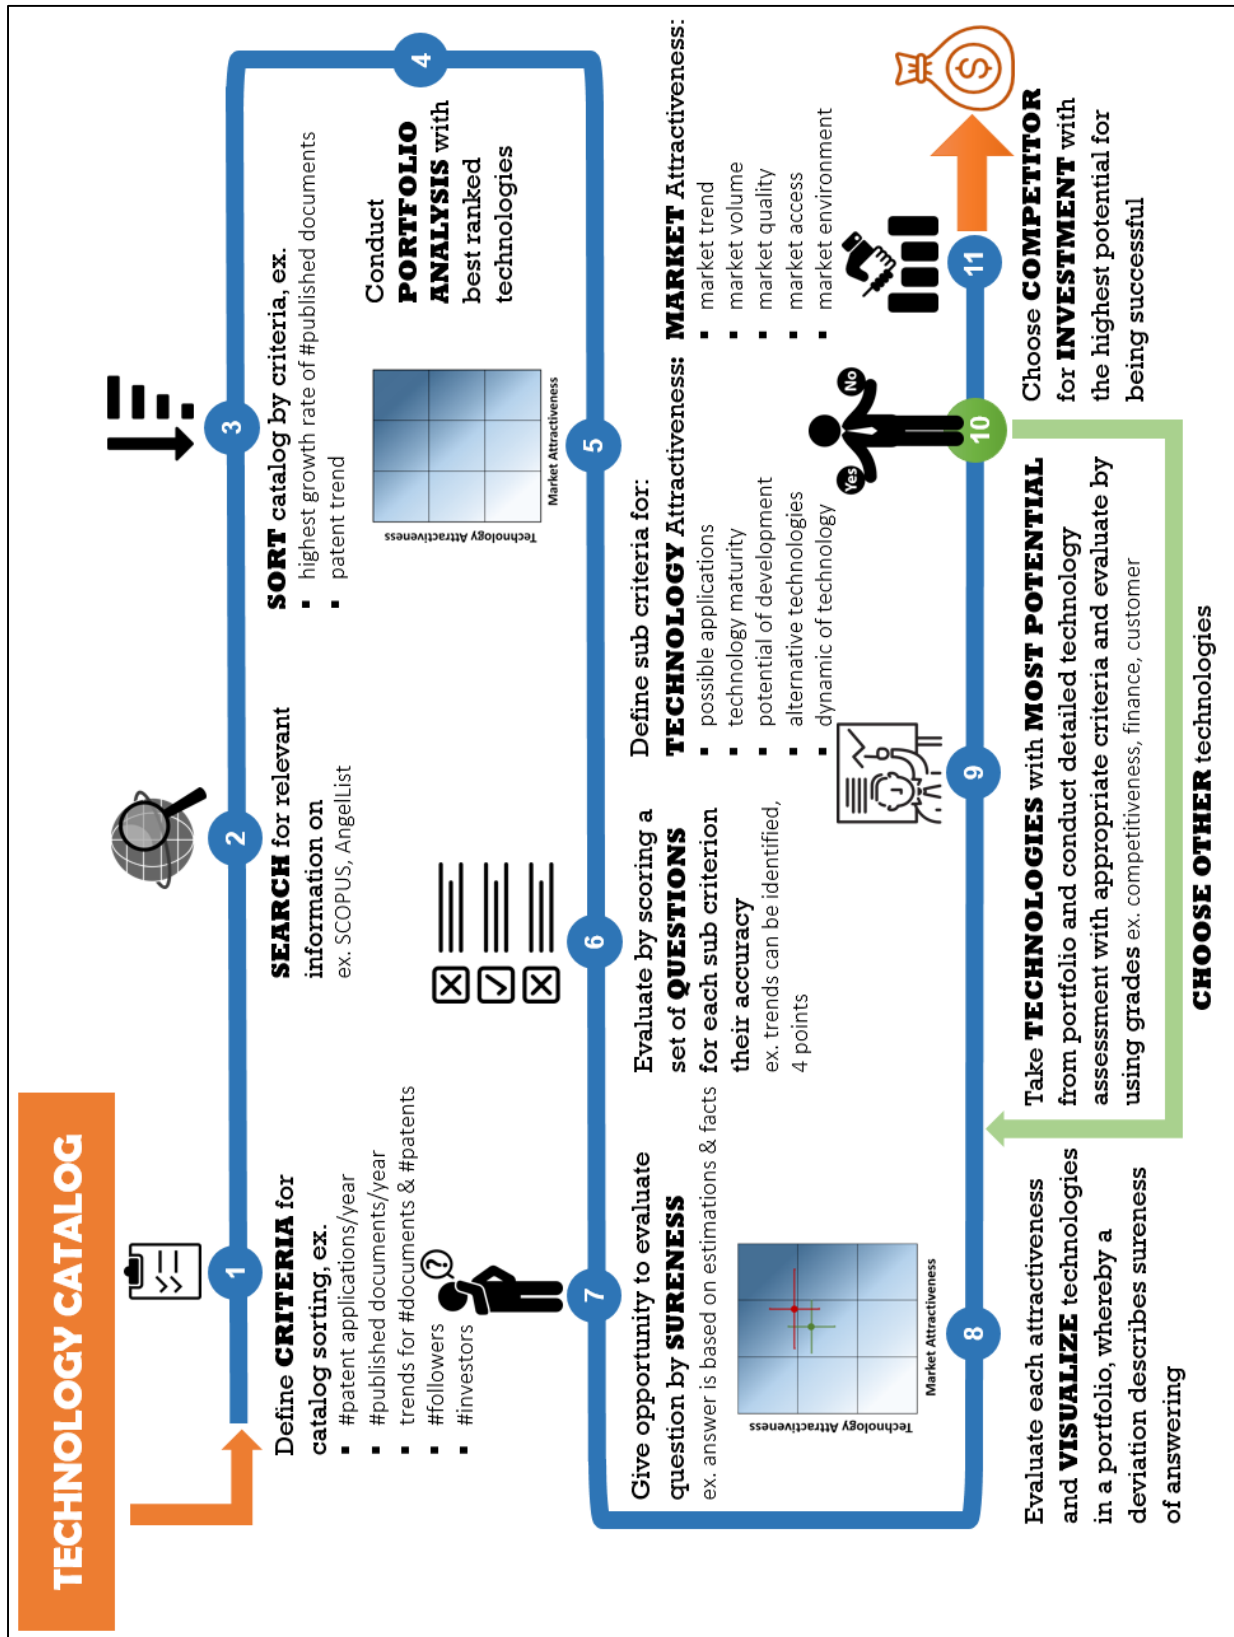 TECHNOLOGY CATALOG
1
Define CRITERIA for
catalog sorting, ex.
▪ #patent applications/year
▪ #published documents/year
▪ trends for #documents & #patents
▪ #followers
▪ #investors
2
SEARCH for relevant
information on
ex. SCOPUS, AngelList
3
SORT catalog by criteria, ex.
▪ highest growth rate of #published documents
▪ patent trend
4
Conduct
PORTFOLIO
ANALYSIS with
best ranked
technologies
Technology Attractiveness
Market Attractiveness
5
Define sub criteria for:
TECHNOLOGY Attractiveness:
▪ possible applications
▪ technology maturity
▪ potential of development
▪ alternative technologies
▪ dynamic of technology
MARKET Attractiveness:
▪ market trend
▪ market volume
▪ market quality
▪ market access
▪ market environment
6
Evaluate by scoring a
set of QUESTIONS
for each sub criterion
their accuracy
ex. trends can be identified,
4 points
7
?
Give opportunity to evaluate
question by SURENESS
ex. answer is based on estimations & facts
Technology Attractiveness
Market Attractiveness
8
Evaluate each attractiveness
and VISUALIZE technologies
in a portfolio, whereby a
deviation describes sureness
of answering
9
Take TECHNOLOGIES with MOST POTENTIAL
from portfolio and conduct detailed technology
assessment with appropriate criteria and evaluate by
using grades ex. competitiveness, finance, customer
Yes
No
10
CHOOSE OTHER technologies
11
Choose COMPETITOR
for INVESTMENT with
the highest potential for
being successful
$